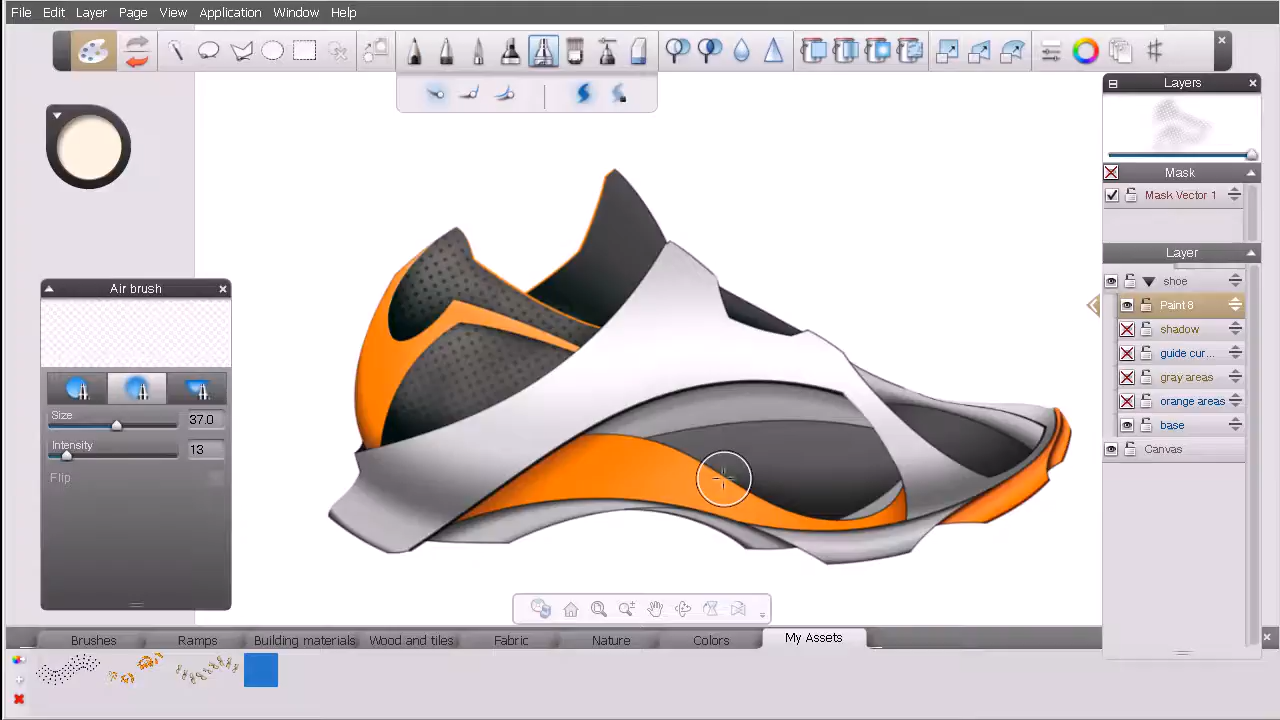 File Edit Layer Page View Application Window Help
Layers
Mask
Mask Vector 1
Layer
shoe
Paint 8
shadow
guide cur...
gray areas
orange areas
base
Canvas
Air brush
Size
37.0
Intensity
13
Flip
Brushes Ramps Building materials Wood and tiles Fabric Nature Colors My Assets